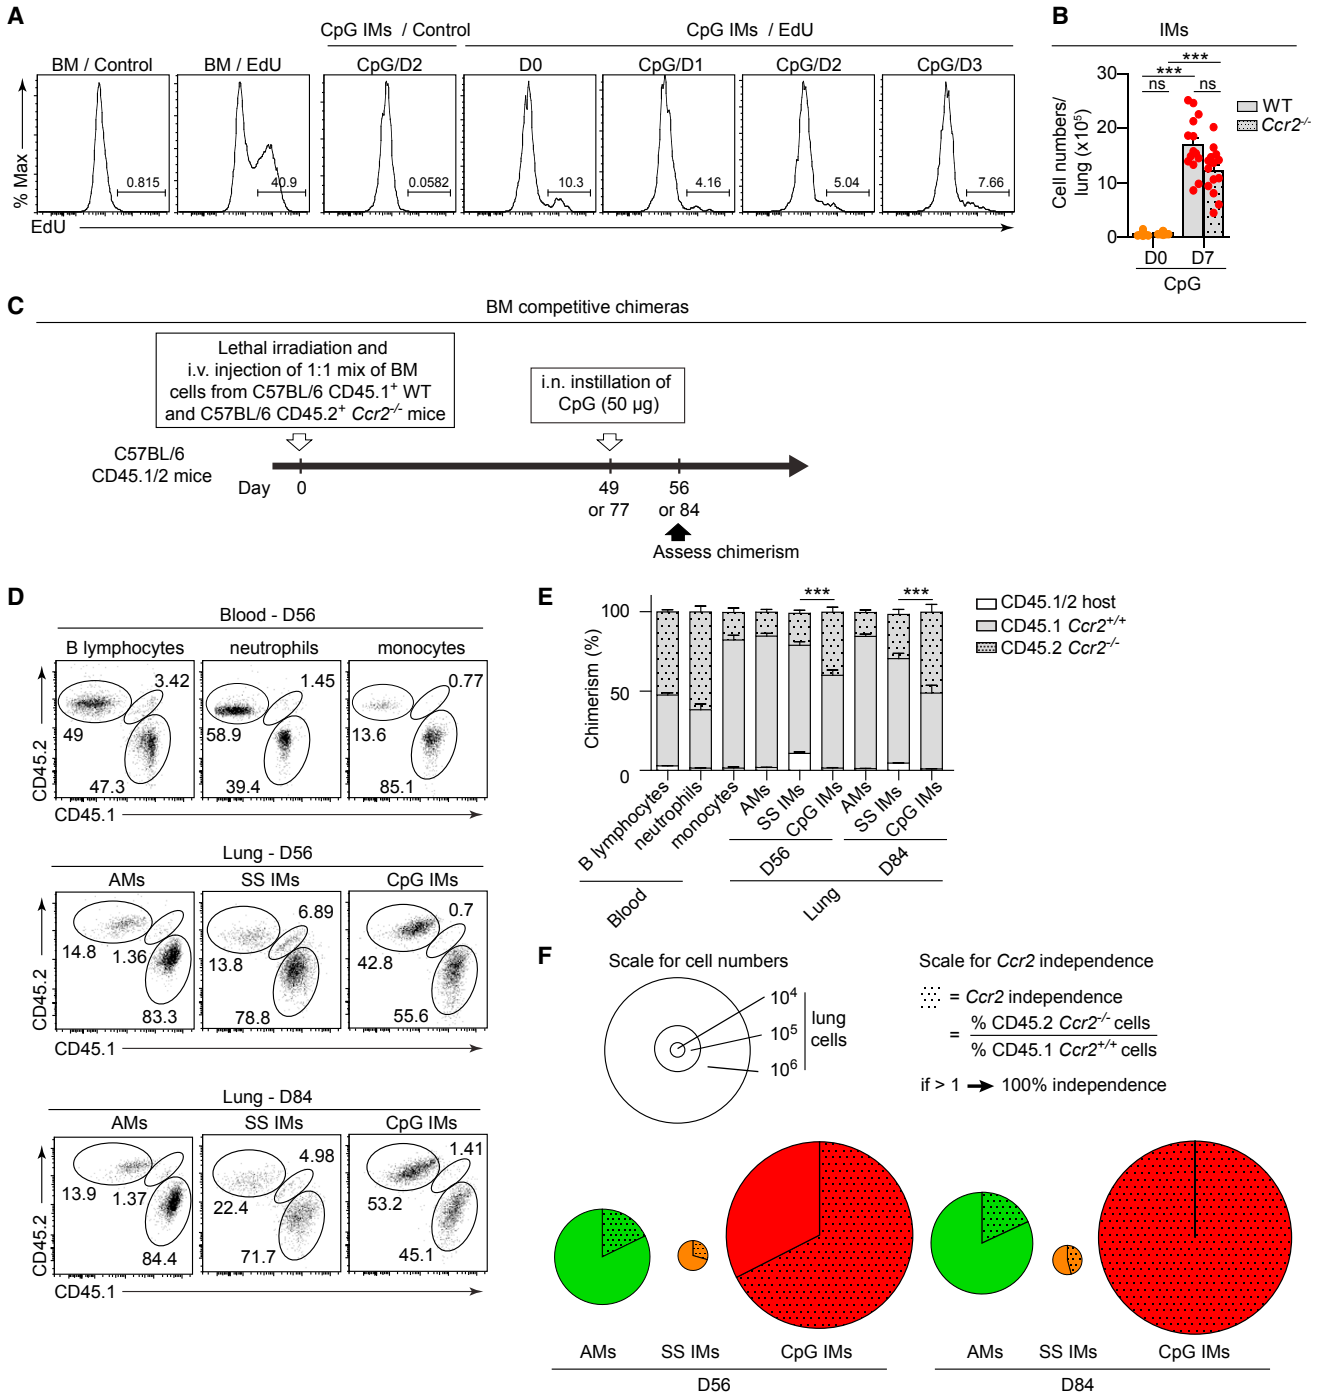 A
CpG IMs / Control
CpG IMs / EdU
BM / Control
BM / EdU
CpG/D2
D0
CpG/D1
CpG/D2
CpG/D3
% Max
0.815
40.9
0.0582
10.3
4.16
5.04
7.66
EdU
B
IMs
***
***
ns
ns
Cell numbers/
lung (x10⁵)
30
20
10
0
WT
Ccr2⁻/⁻
D0
D7
CpG
C
BM competitive chimeras
Lethal irradiation and
i.v. injection of 1:1 mix of BM
cells from C57BL/6 CD45.1⁺ WT
and C57BL/6 CD45.2⁺ Ccr2⁻/⁻ mice
i.n. instillation of
CpG (50 µg)
C57BL/6
CD45.1/2 mice
Day
0
49
or 77
56
or 84
Assess chimerism
D
Blood - D56
B lymphocytes
neutrophils
monocytes
3.42
49
47.3
1.45
58.9
39.4
0.77
13.6
85.1
CD45.2
CD45.1
Lung - D56
AMs
SS IMs
CpG IMs
14.8
1.36
83.3
6.89
13.8
78.8
0.7
42.8
55.6
CD45.2
CD45.1
Lung - D84
AMs
SS IMs
CpG IMs
13.9
1.37
84.4
4.98
22.4
71.7
1.41
53.2
45.1
CD45.2
CD45.1
E
Chimerism (%)
100
50
0
***
***
CD45.1/2 host
CD45.1 Ccr2⁺/⁺
CD45.2 Ccr2⁻/⁻
B lymphocytes
neutrophils
monocytes
AMs
SS IMs
CpG IMs
AMs
SS IMs
CpG IMs
D56
D84
Blood
Lung
F
Scale for cell numbers
10⁴
10⁵
10⁶
lung
cells
Scale for Ccr2 independence
= Ccr2 independence
= % CD45.2 Ccr2⁻/⁻ cells
% CD45.1 Ccr2⁺/⁺ cells
if > 1 → 100% independence
AMs
SS IMs
CpG IMs
AMs
SS IMs
CpG IMs
D56
D84